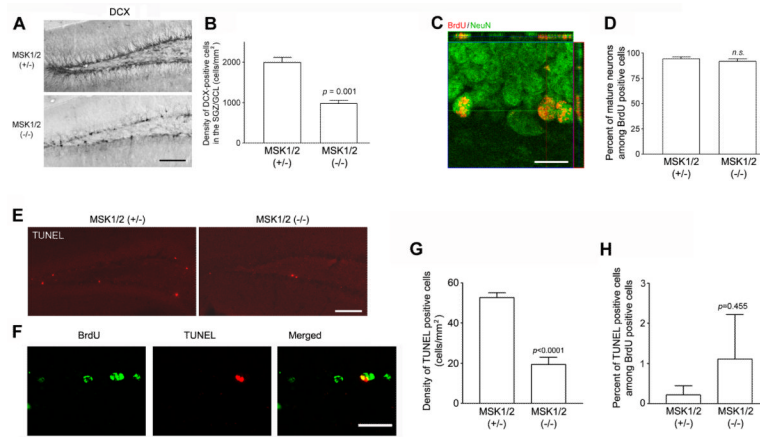 DCX
A
MSK1/2
(+/-)
MSK1/2
(-/-)
B
Density of DCX-positive cells
in the SGZ/GCL (cells/mm²)
2000
1000
0
p = 0.001
MSK1/2
(+/-)
MSK1/2
(-/-)
C
BrdU/NeuN
D
Percent of mature neurons
among BrdU positive cells
100
75
50
25
0
n.s.
MSK1/2
(+/-)
MSK1/2
(-/-)
E
MSK1/2 (+/-)
MSK1/2 (-/-)
TUNEL
F
BrdU
TUNEL
Merged
G
Density of TUNEL positive cells
(cells/mm²)
60
40
20
0
p<0.0001
MSK1/2
(+/-)
MSK1/2
(-/-)
H
Percent of TUNEL positive cells
among BrdU positive cells
3
2
1
0
p=0.455
MSK1/2
(+/-)
MSK1/2
(-/-)